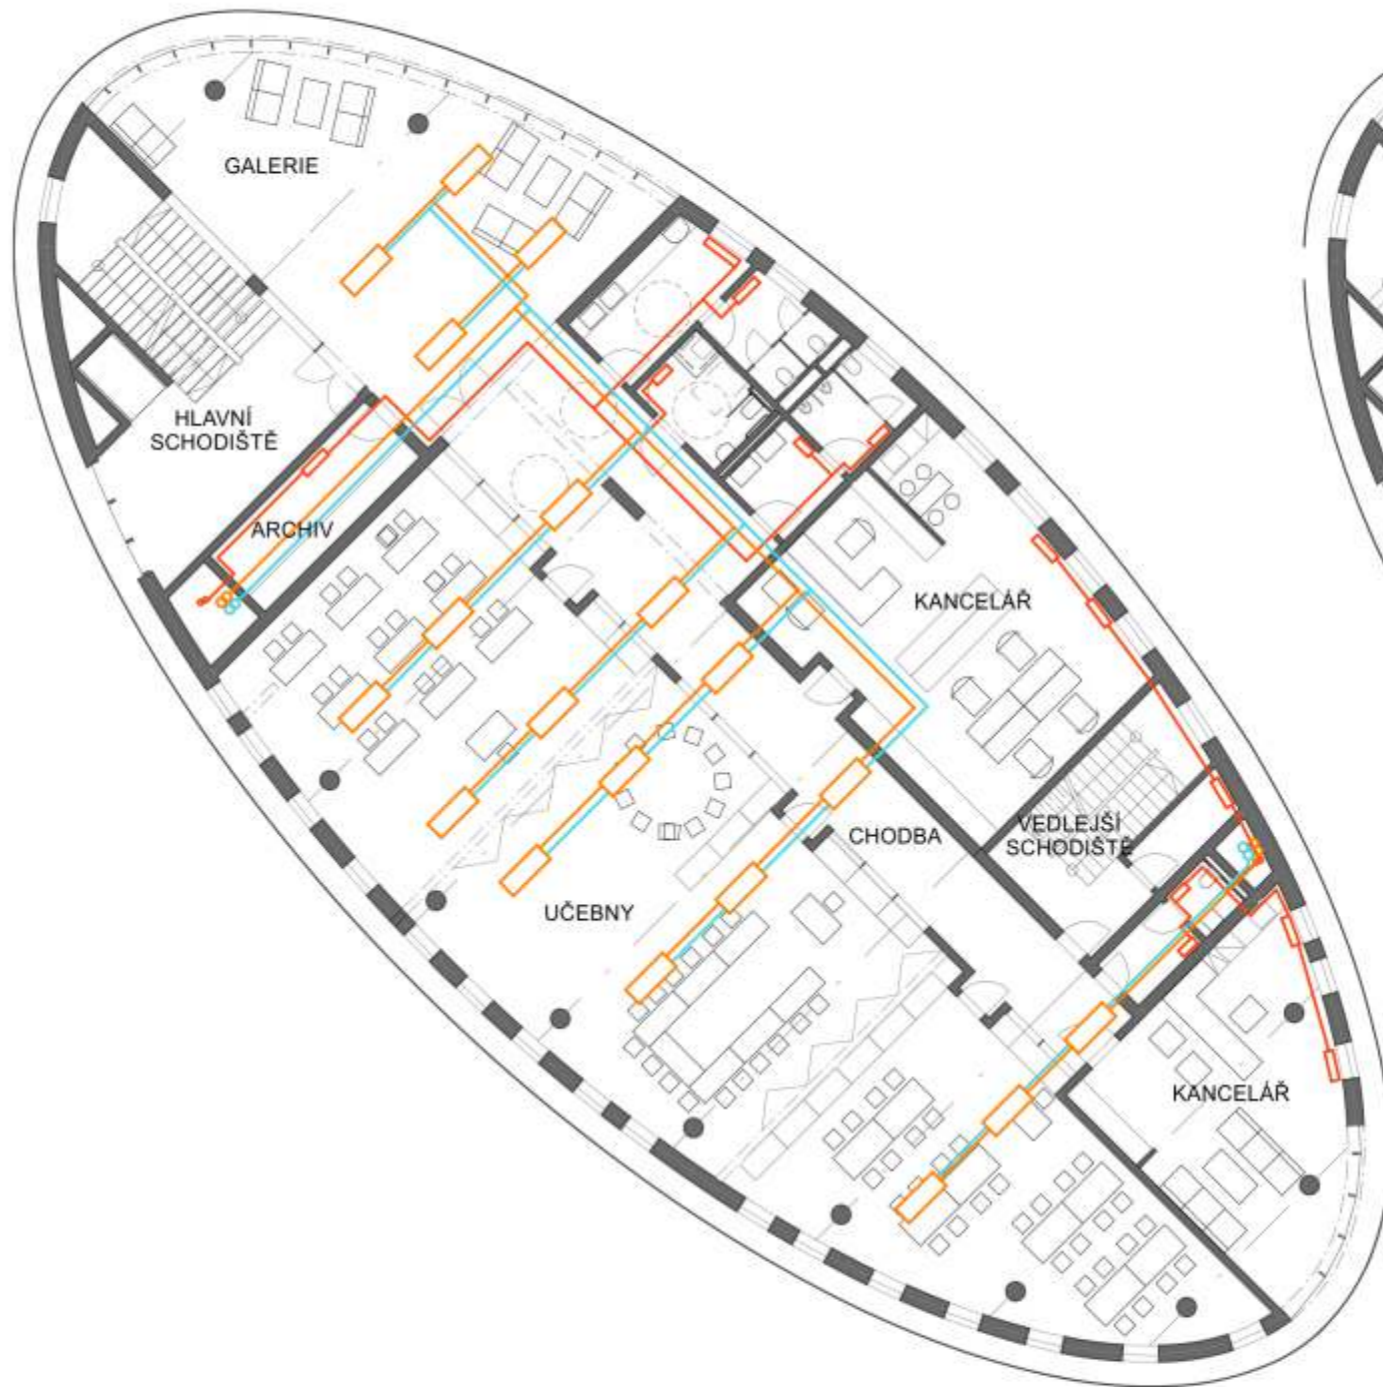 GALERIE
HLAVNÍ
SCHODIŠTĚ
ARCHIV
KANCELÁŘ
CHODBA
VEDLEJŠÍ
SCHODIŠTĚ
UČEBNY
KANCELÁŘ